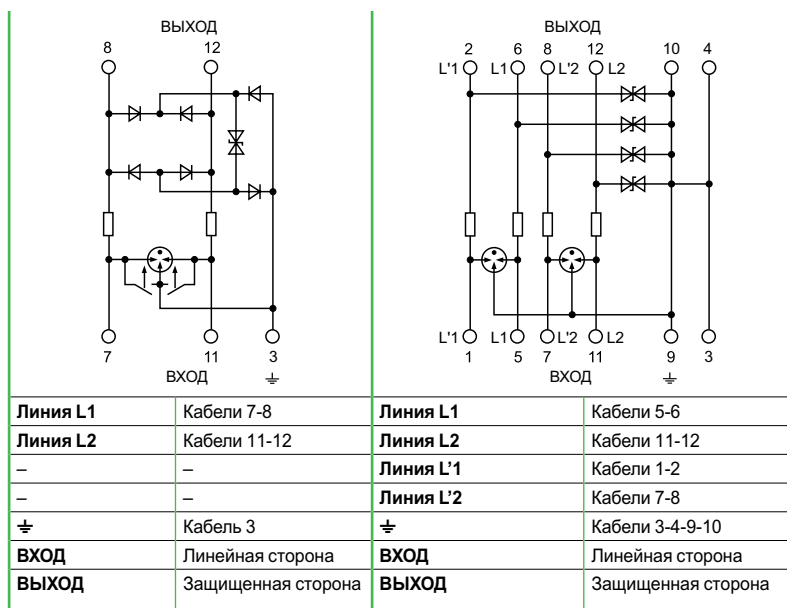 ВЫХОД
8 12
7 11 3
ВХОД
ВЫХОД
2 6 8 12 10 4
L'1 L1 L'2 L2
L'1 L1 L'2 L2
1 5 7 11 9 3
ВХОД
Линия L1 Кабели 7-8 Линия L1 Кабели 5-6
Линия L2 Кабели 11-12 Линия L2 Кабели 11-12
– – Линия L’1 Кабели 1-2
– – Линия L’2 Кабели 7-8
⏚ Кабель 3 ⏚ Кабели 3-4-9-10
ВХОД Линейная сторона ВХОД Линейная сторона
ВЫХОД Защищенная сторона ВЫХОД Защищенная сторона